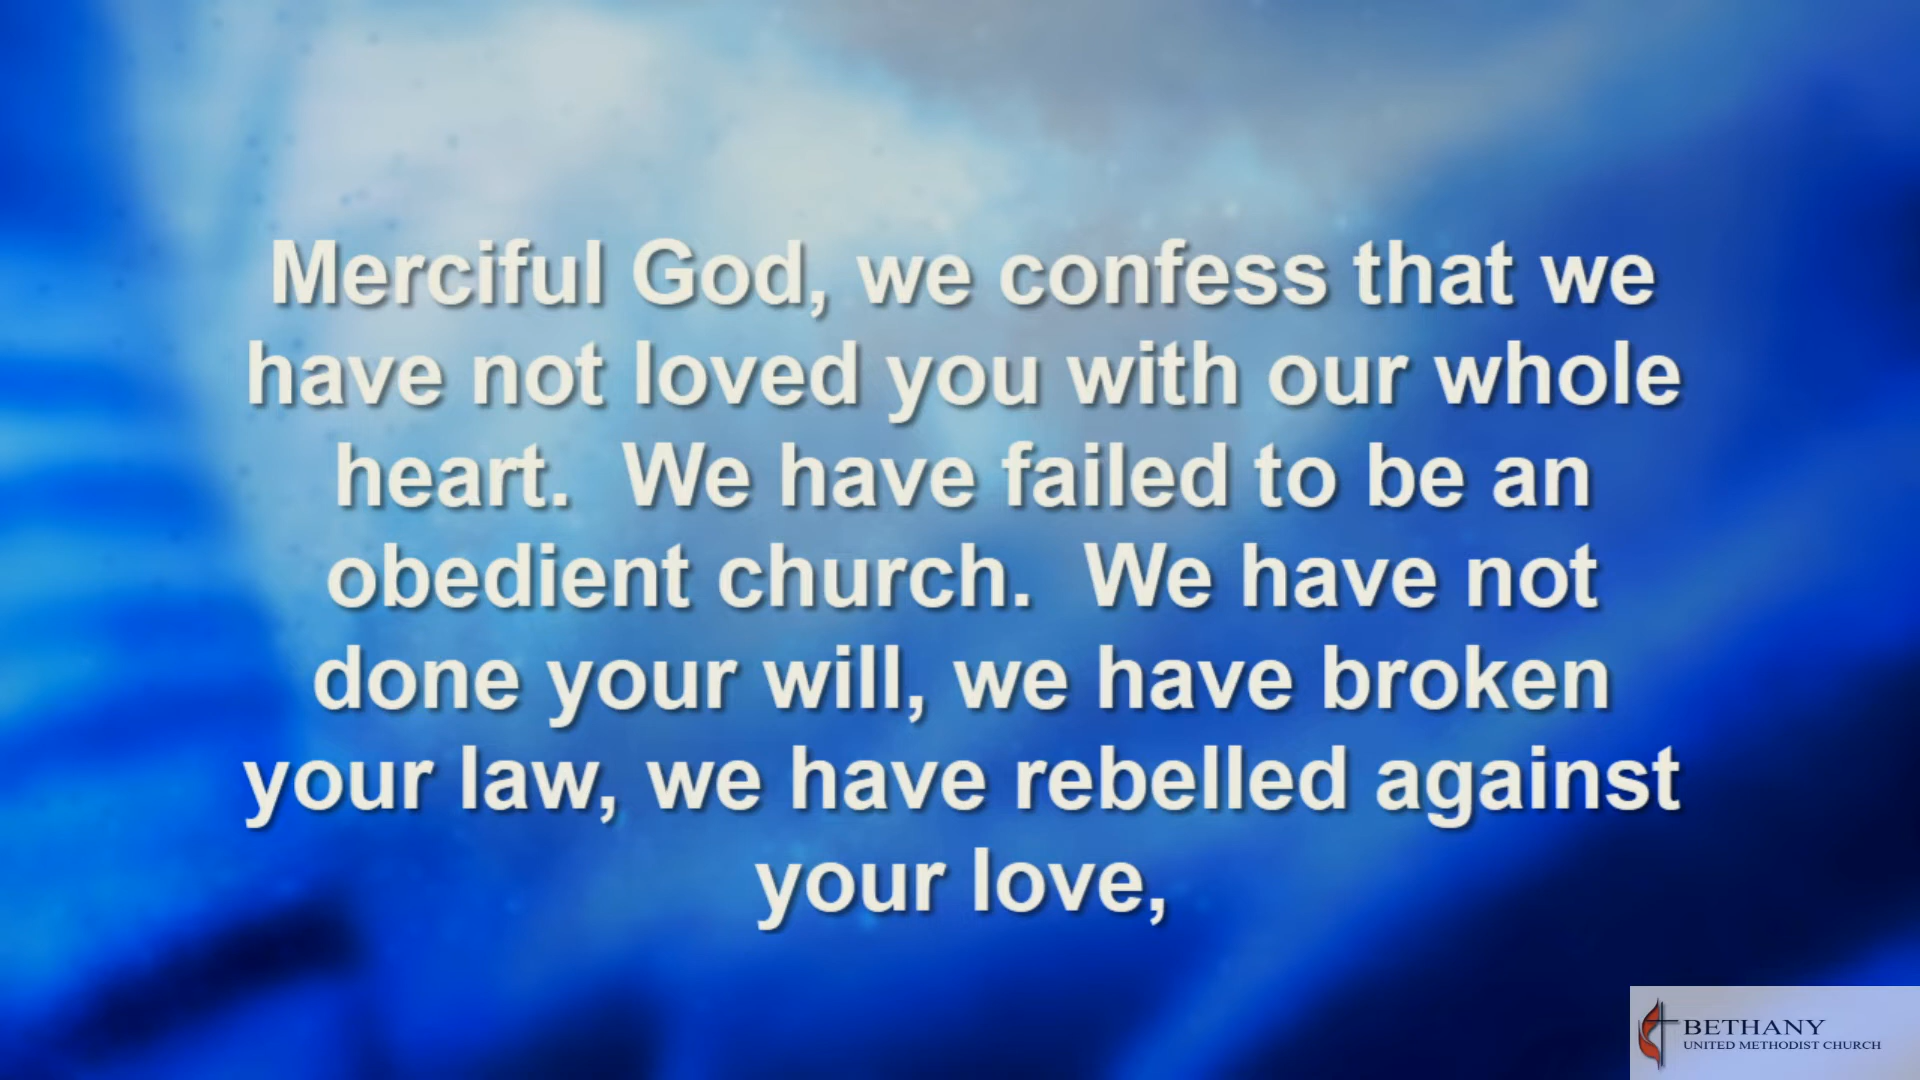 Merciful God, we confess that we
have not loved you with our whole
heart.  We have failed to be an
obedient church.  We have not
done your will, we have broken
your law, we have rebelled against
your love,
BETHANY
UNITED METHODIST CHURCH